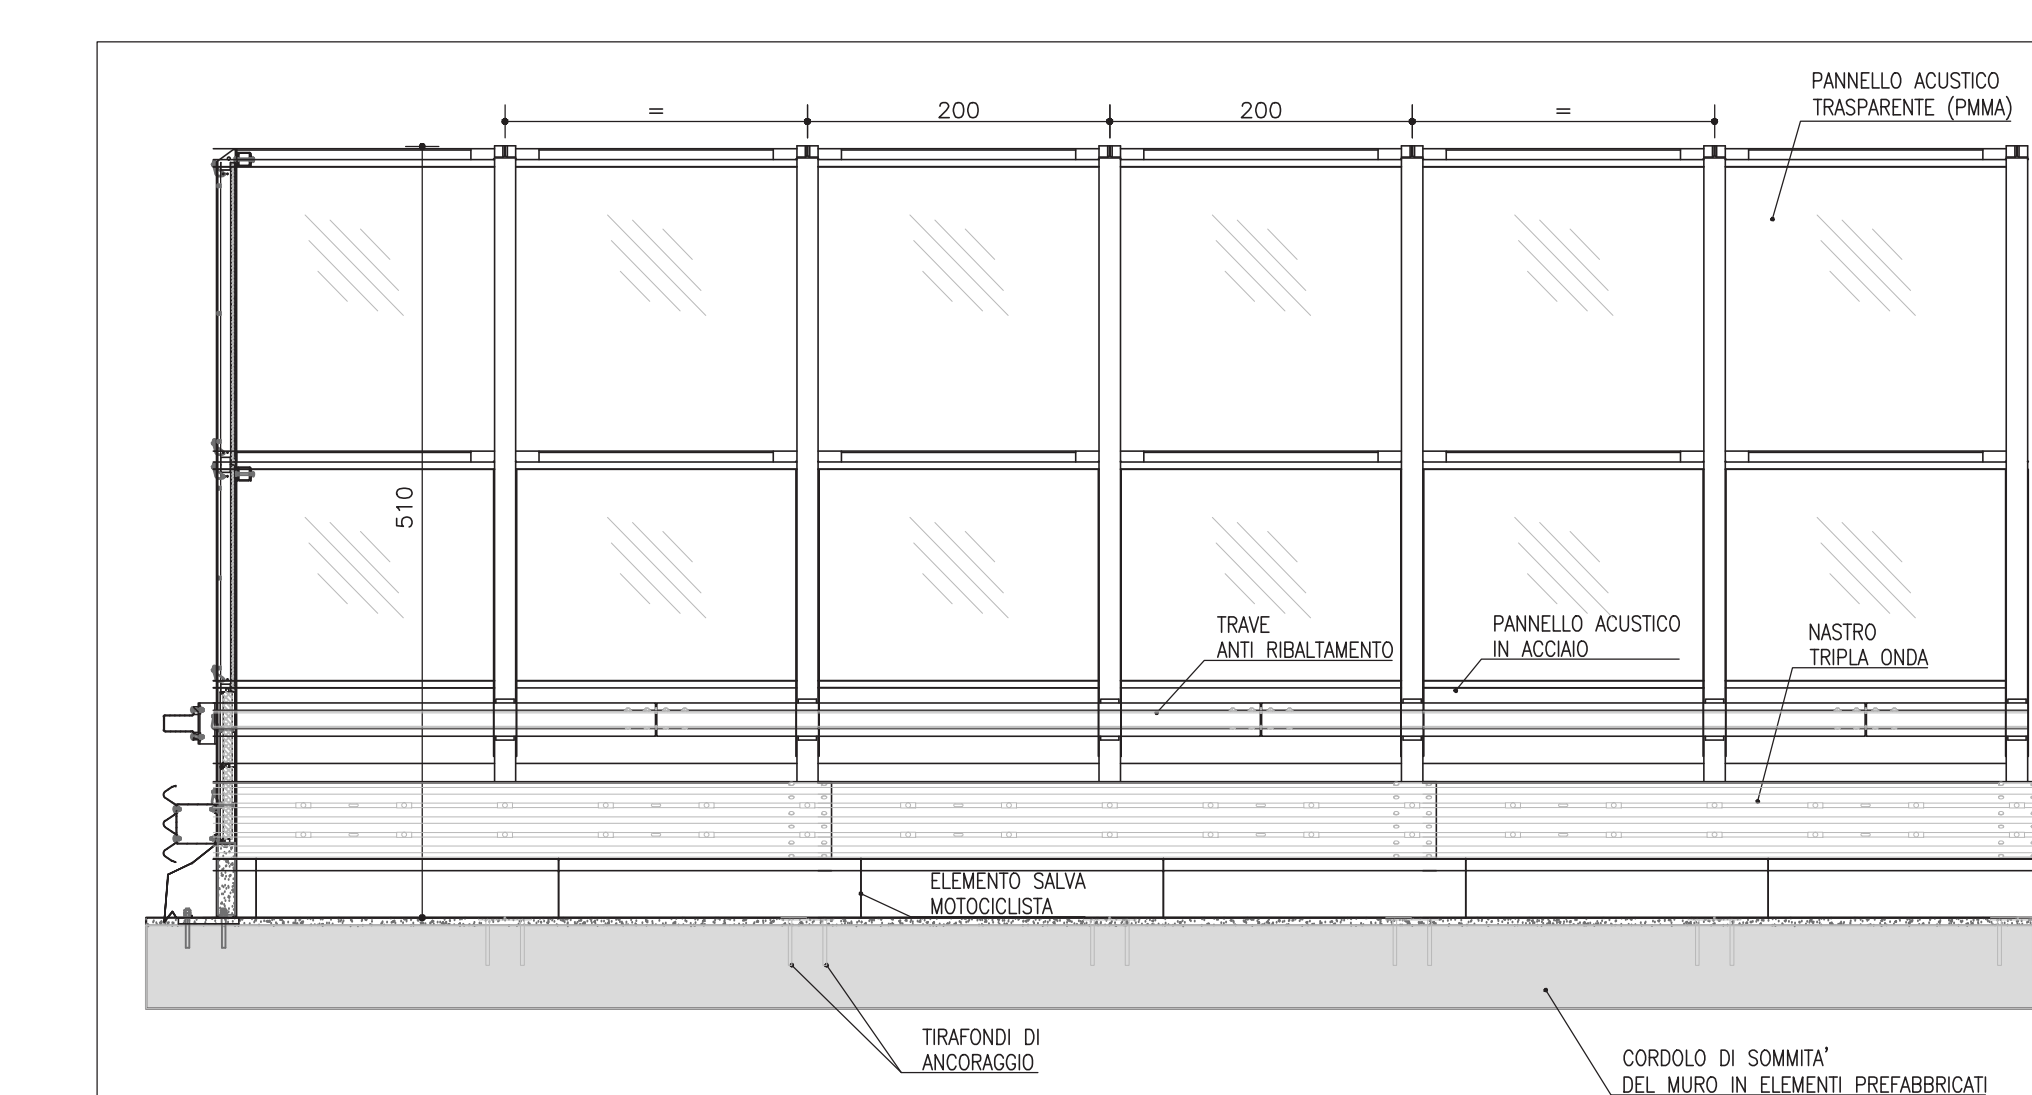 PANNELLO ACUSTICO
TRASPARENTE (PMMA)
= 200 200 =
510
TRAVE
ANTI RIBALTAMENTO
PANNELLO ACUSTICO
IN ACCIAIO
NASTRO
TRIPLA ONDA
ELEMENTO SALVA
MOTOCICLISTA
TIRAFONDI DI
ANCORAGGIO
CORDOLO DI SOMMITA'
DEL MURO IN ELEMENTI PREFABBRICATI